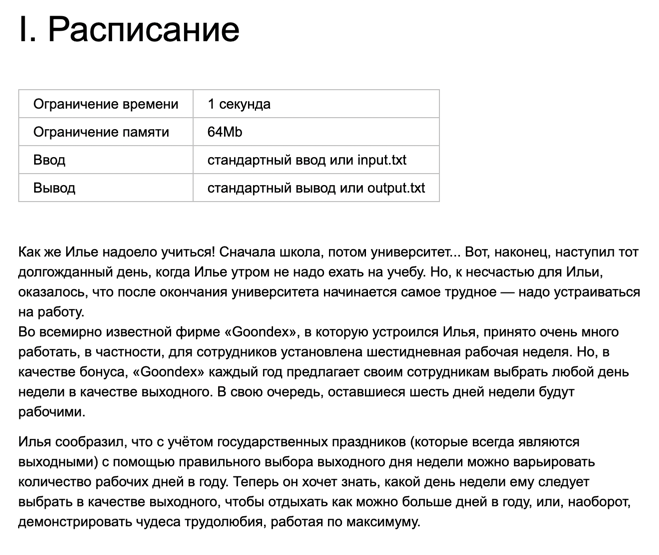 I. Расписание
Ограничение времени 1 секунда
Ограничение памяти 64Mb
Ввод стандартный ввод или input.txt
Вывод стандартный вывод или output.txt
Как же Илье надоело учиться! Сначала школа, потом университет... Вот, наконец, наступил тот
долгожданный день, когда Илье утром не надо ехать на учебу. Но, к несчастью для Ильи,
оказалось, что после окончания университета начинается самое трудное — надо устраиваться
на работу.
Во всемирно известной фирме «Goondex», в которую устроился Илья, принято очень много
работать, в частности, для сотрудников установлена шестидневная рабочая неделя. Но, в
качестве бонуса, «Goondex» каждый год предлагает своим сотрудникам выбрать любой день
недели в качестве выходного. В свою очередь, оставшиеся шесть дней недели будут
рабочими.
Илья сообразил, что с учётом государственных праздников (которые всегда являются
выходными) с помощью правильного выбора выходного дня недели можно варьировать
количество рабочих дней в году. Теперь он хочет знать, какой день недели ему следует
выбрать в качестве выходного, чтобы отдыхать как можно больше дней в году, или, наоборот,
демонстрировать чудеса трудолюбия, работая по максимуму.